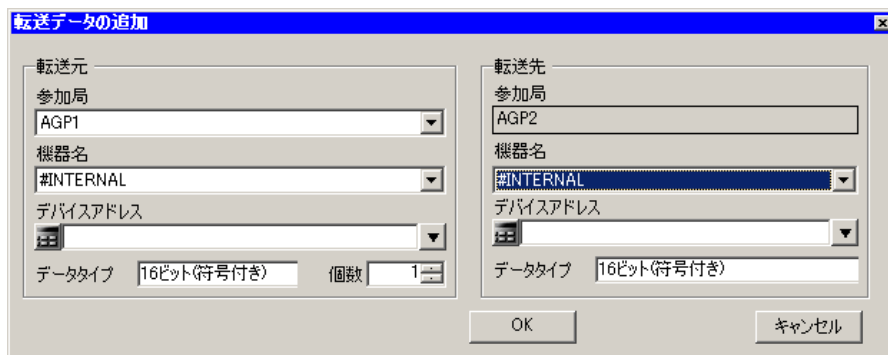 転送データの追加
転送元
参加局
AGP1
機器名
#INTERNAL
デバイスアドレス
データタイプ 16ビット(符号付き) 個数 1
転送先
参加局
AGP2
機器名
#INTERNAL
デバイスアドレス
データタイプ 16ビット(符号付き)
OK キャンセル